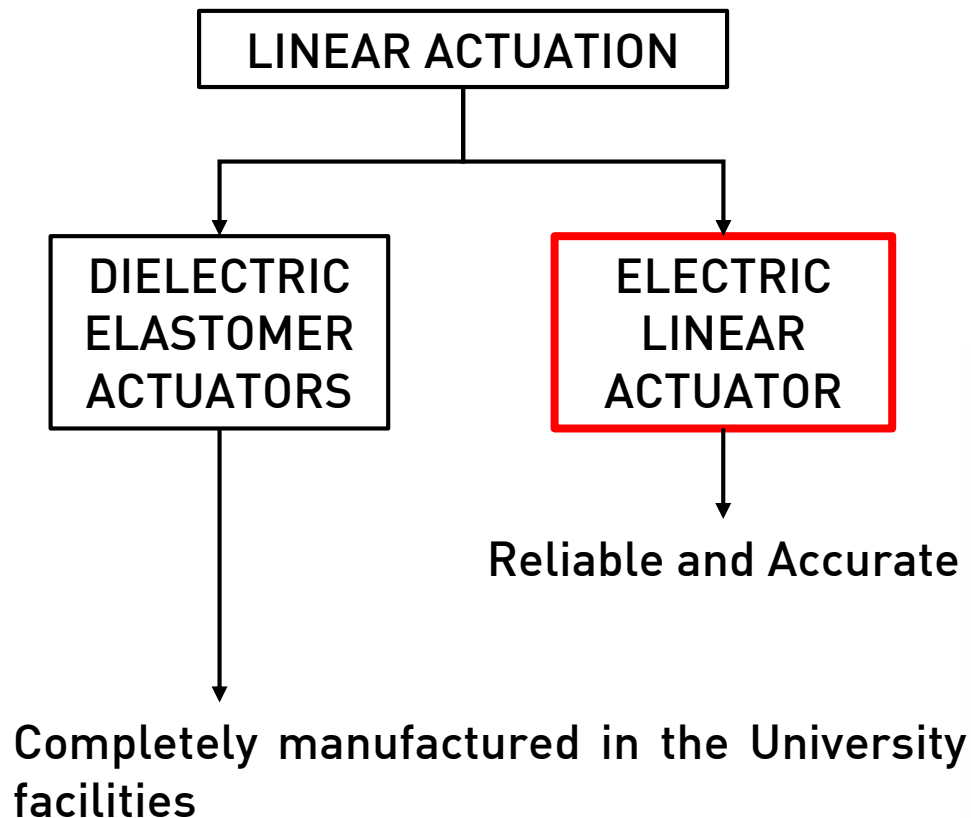 LINEAR ACTUATION
DIELECTRIC
ELASTOMER
ACTUATORS
ELECTRIC
LINEAR
ACTUATOR
Reliable and Accurate
Completely manufactured in the University
facilities